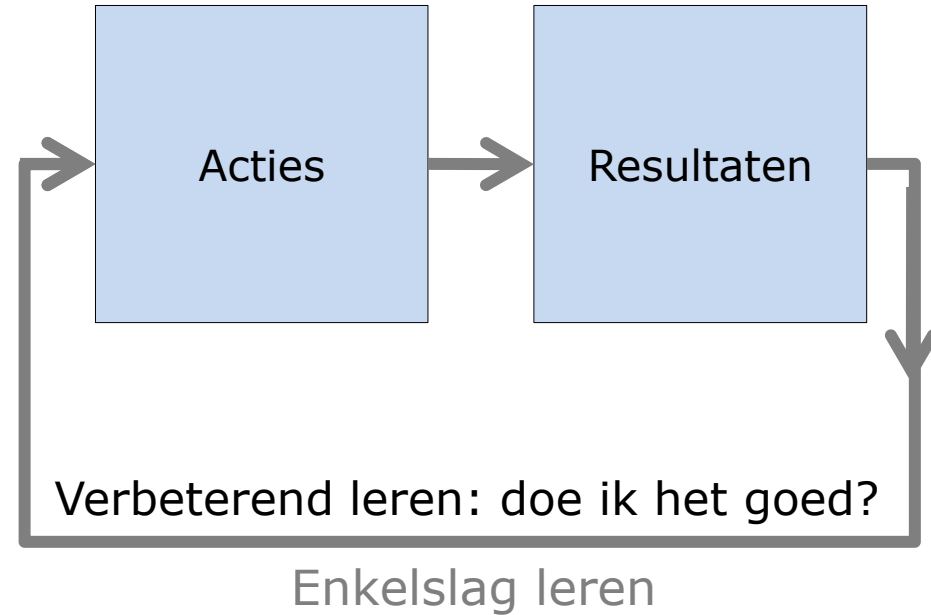 Acties
Resultaten
Verbeterend leren: doe ik het goed?
Enkelslag leren